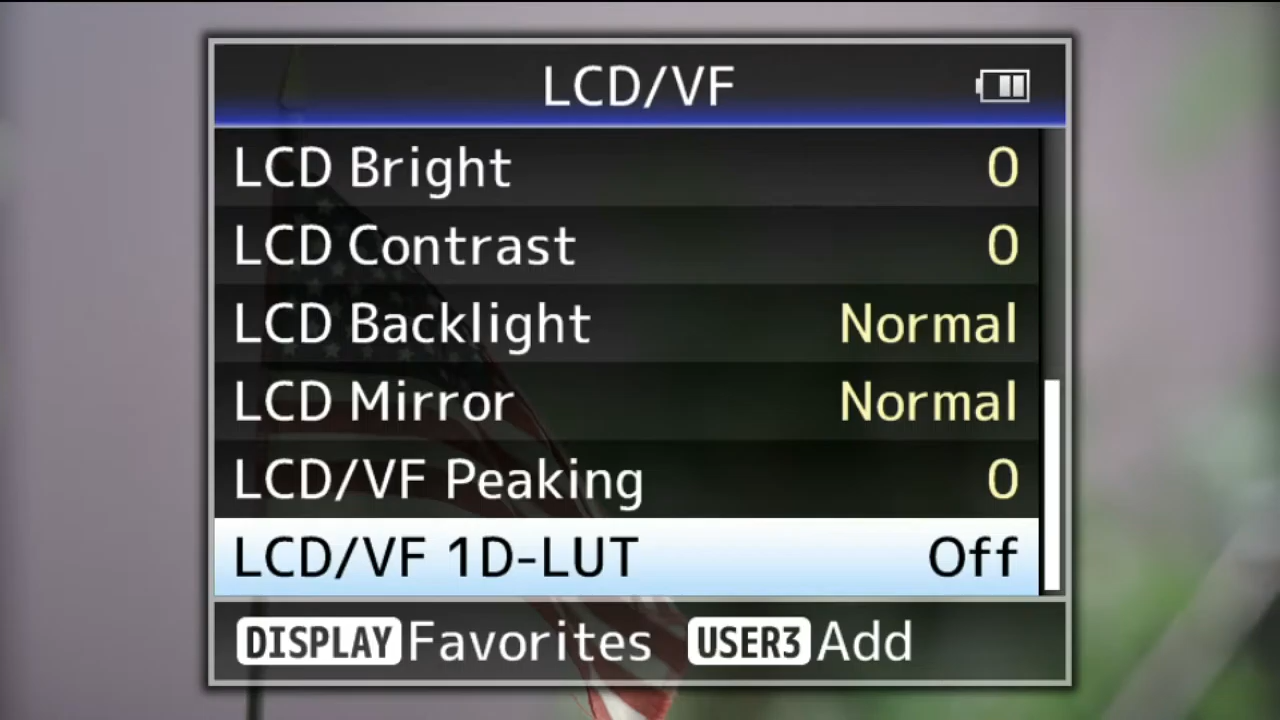 LCD/VF
LCD Bright 0
LCD Contrast 0
LCD Backlight Normal
LCD Mirror Normal
LCD/VF Peaking 0
LCD/VF 1D-LUT Off
DISPLAY Favorites USER3 Add